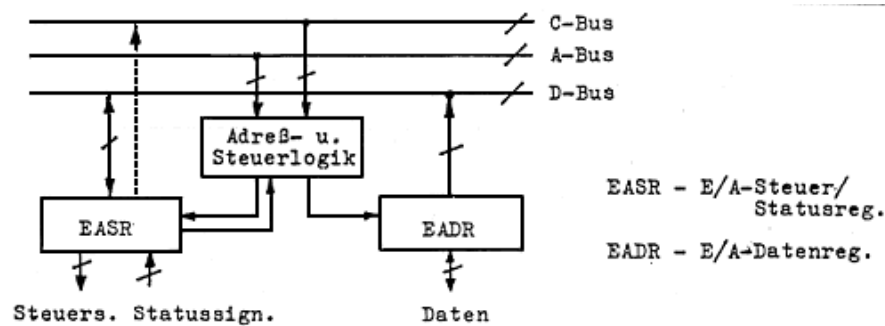 C-Bus
A-Bus
D-Bus
Adreß- u.
Steuerlogik
EASR
EADR
Steuers. Statussign.
Daten
EASR - E/A-Steuer/
Statusreg.
EADR - E/A-Datenreg.